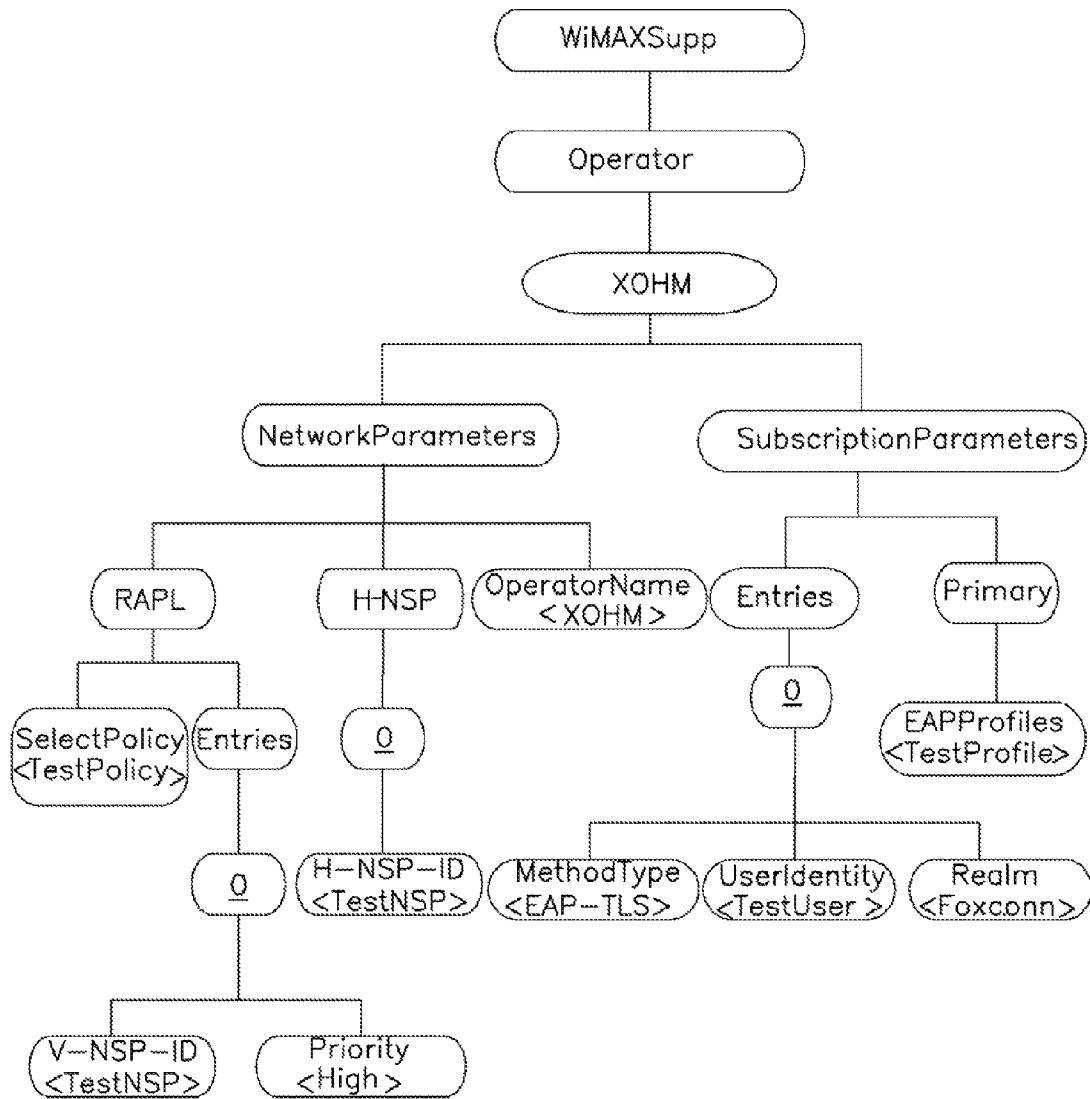 WiMAXSupp
Operator
XOHM
NetworkParameters
SubscriptionParameters
RAPL
H-NSP
OperatorName
<XOHM>
Entries
Primary
SelectPolicy
<TestPolicy>
Entries
0
0
EAPProfiles
<TestProfile>
0
H-NSP-ID
<TestNSP>
MethodType
<EAP-TLS>
UserIdentity
<TestUser>
Realm
<Foxconn>
V-NSP-ID
<TestNSP>
Priority
<High>